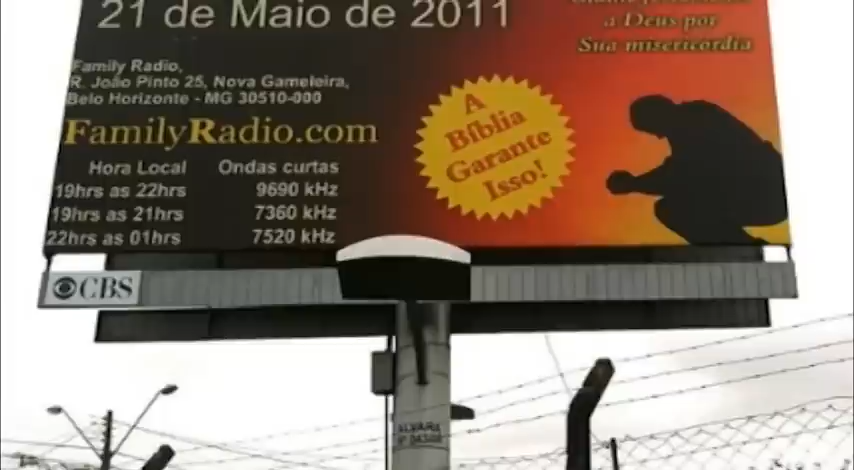 21 de Maio de 2011
a Deus por
Sua misericórdia
Family Radio,
R. João Pinto 25, Nova Gameleira,
Belo Horizonte - MG 30510-000
FamilyRadio.com
Hora Local Ondas curtas
19hrs as 22hrs 9690 kHz
19hrs as 21hrs 7360 kHz
22hrs as 01hrs 7520 kHz
A
Bíblia
Garante
Isso!
CBS
ALVARA